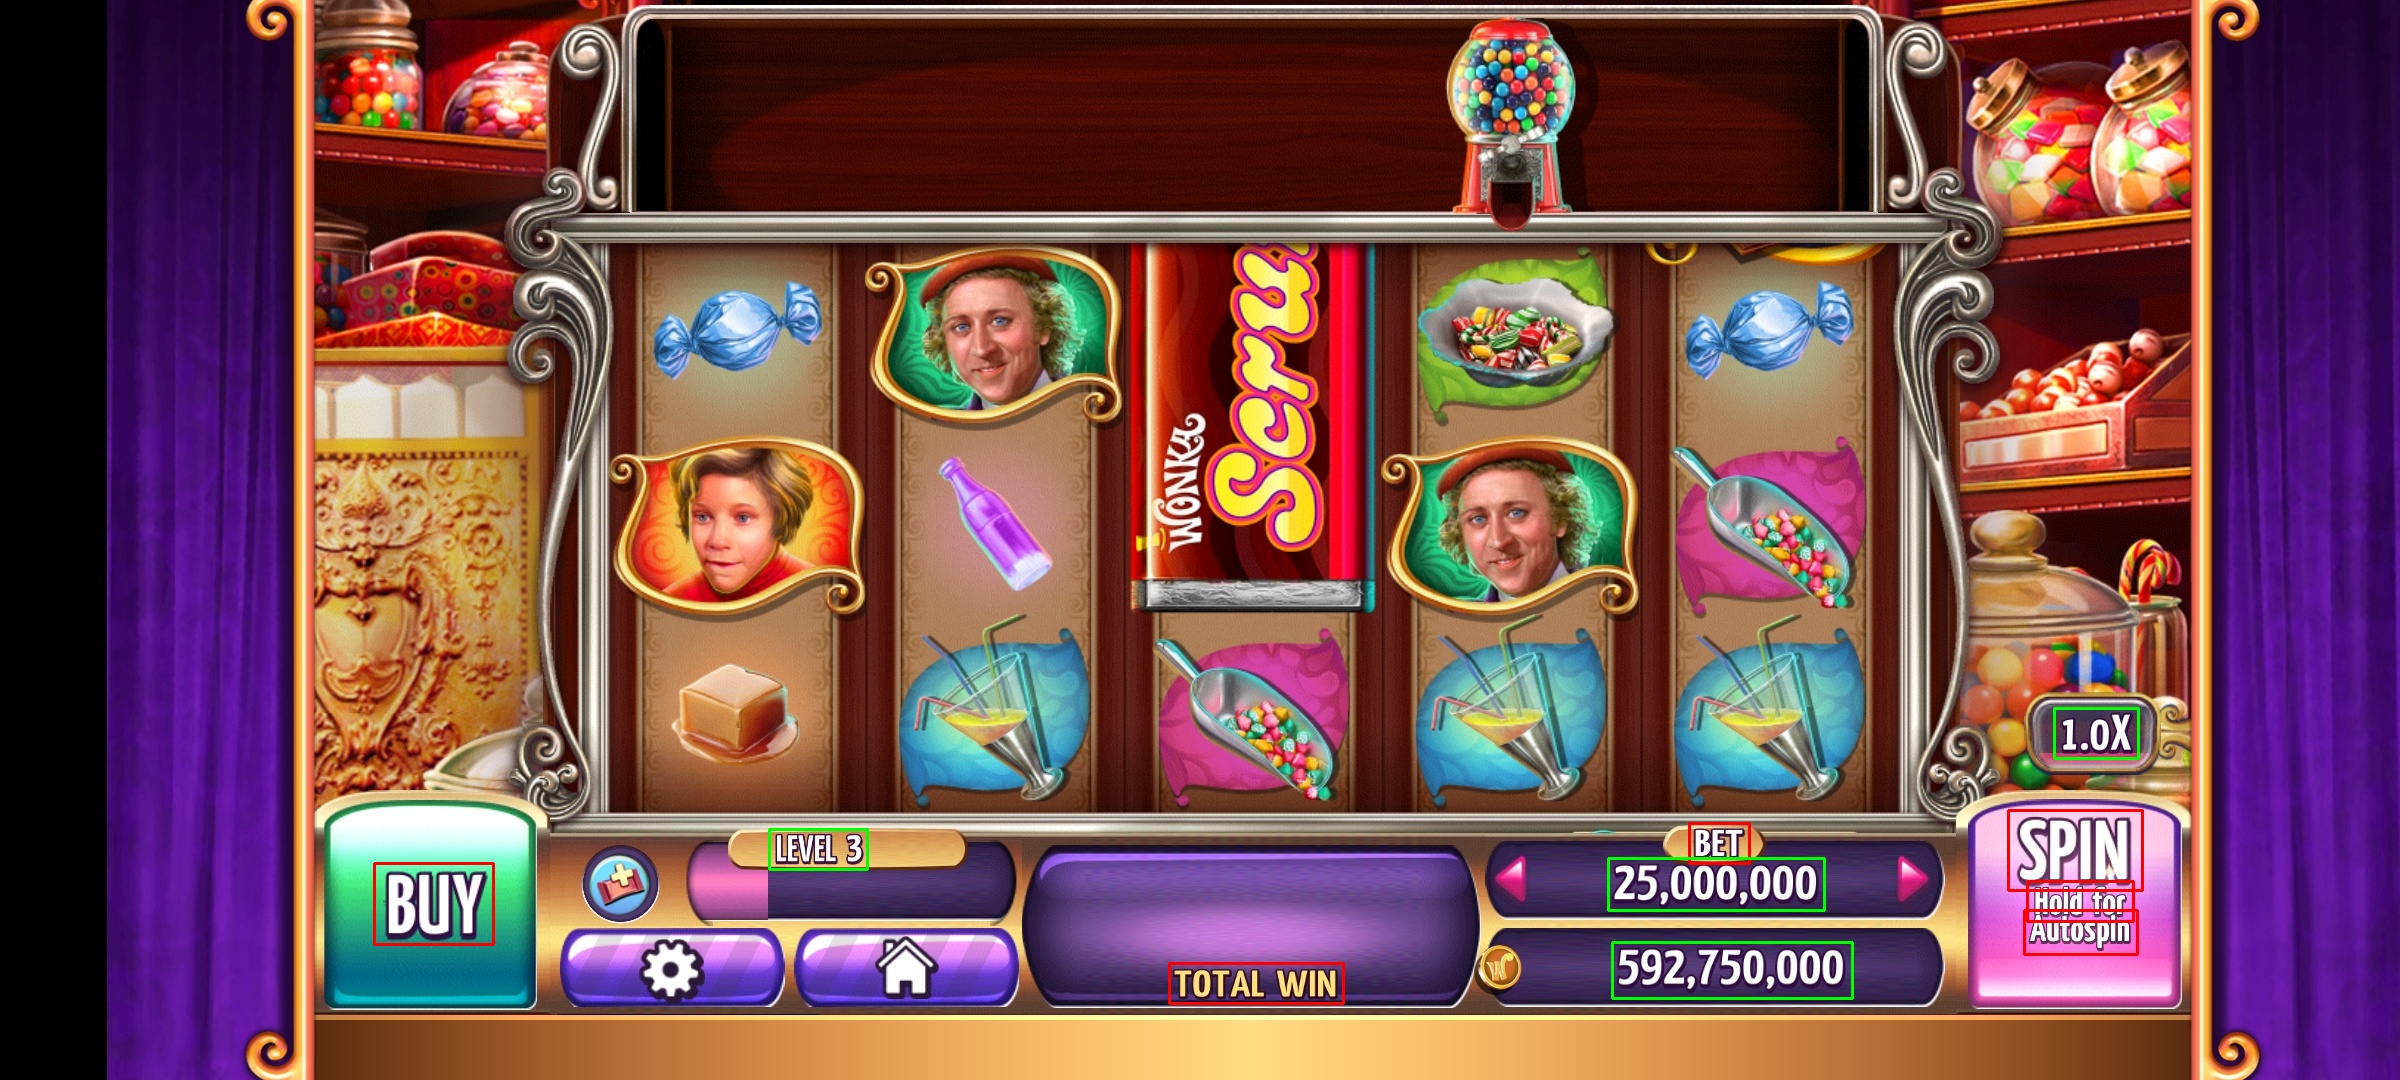 WONKA
Scru
1.0X
LEVEL 3
BET
SPIN
25,000,000
BUY
Hold for
Autospin
592,750,000
TOTAL WIN